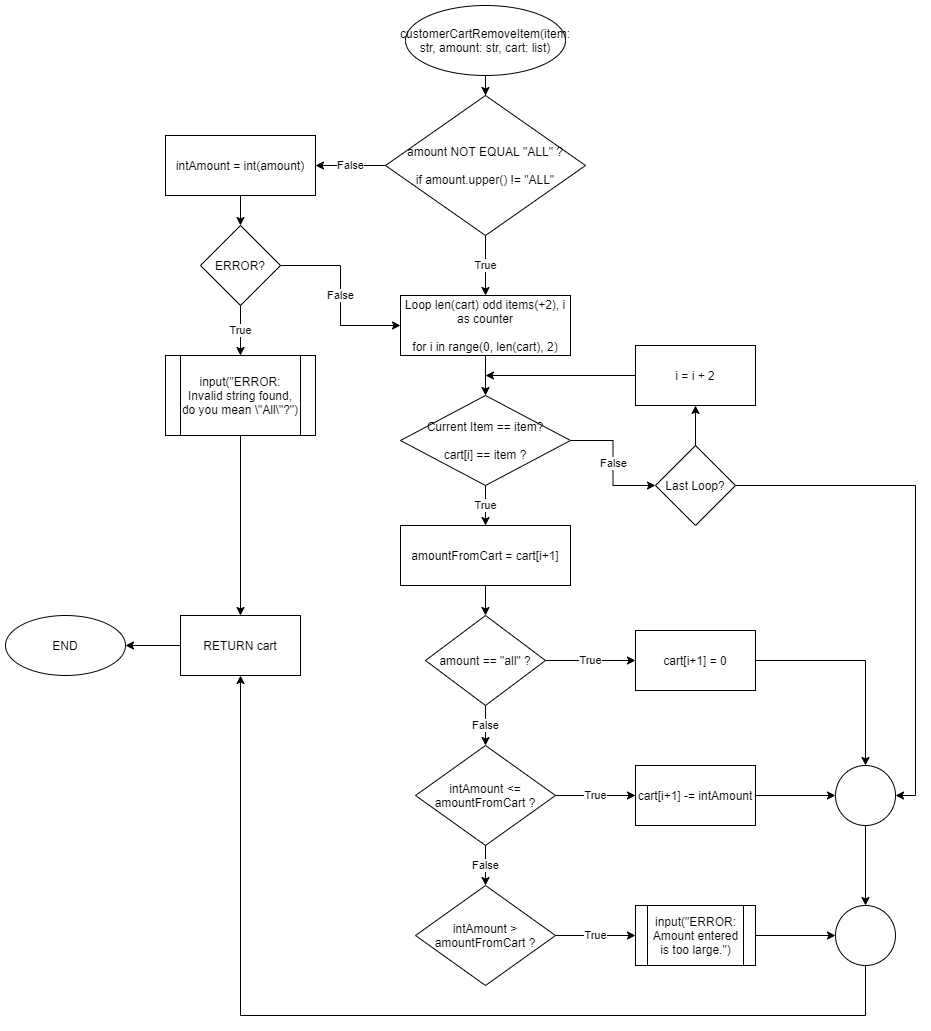 customerCartRemoveItem(item:
str, amount: str, cart: list)
amount NOT EQUAL "ALL" ?
if amount.upper() != "ALL"
False
intAmount = int(amount)
True
ERROR?
False
True
Loop len(cart) odd items(+2), i
as counter
for i in range(0, len(cart), 2)
input("ERROR:
Invalid string found,
do you mean \"All\"?")
i = i + 2
Current Item == item?
cart[i] == item ?
False
Last Loop?
True
amountFromCart = cart[i+1]
END
RETURN cart
amount == "all" ?
True
cart[i+1] = 0
False
intAmount <=
amountFromCart ?
True
cart[i+1] -= intAmount
False
intAmount >
amountFromCart ?
True
input("ERROR:
Amount entered
is too large.")